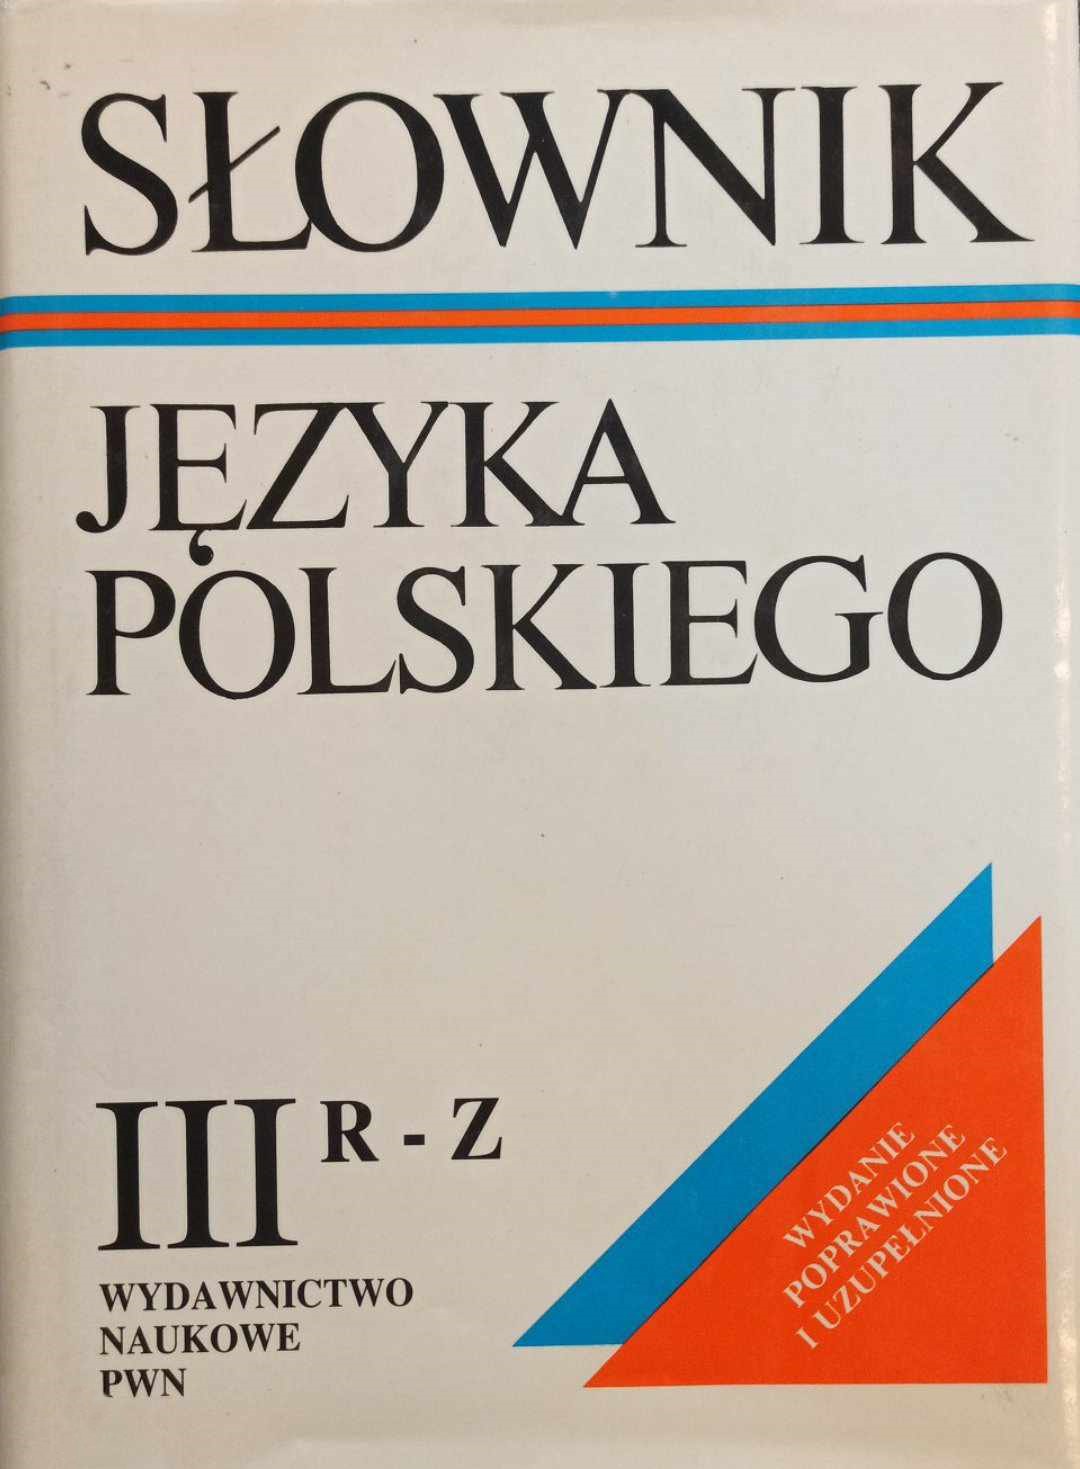 SŁOWNIK
JĘZYKA
POLSKIEGO
III R - Z
WYDAWNICTWO
NAUKOWE
PWN
WYDANIE
POPRAWIONE
I UZUPEŁNIONE